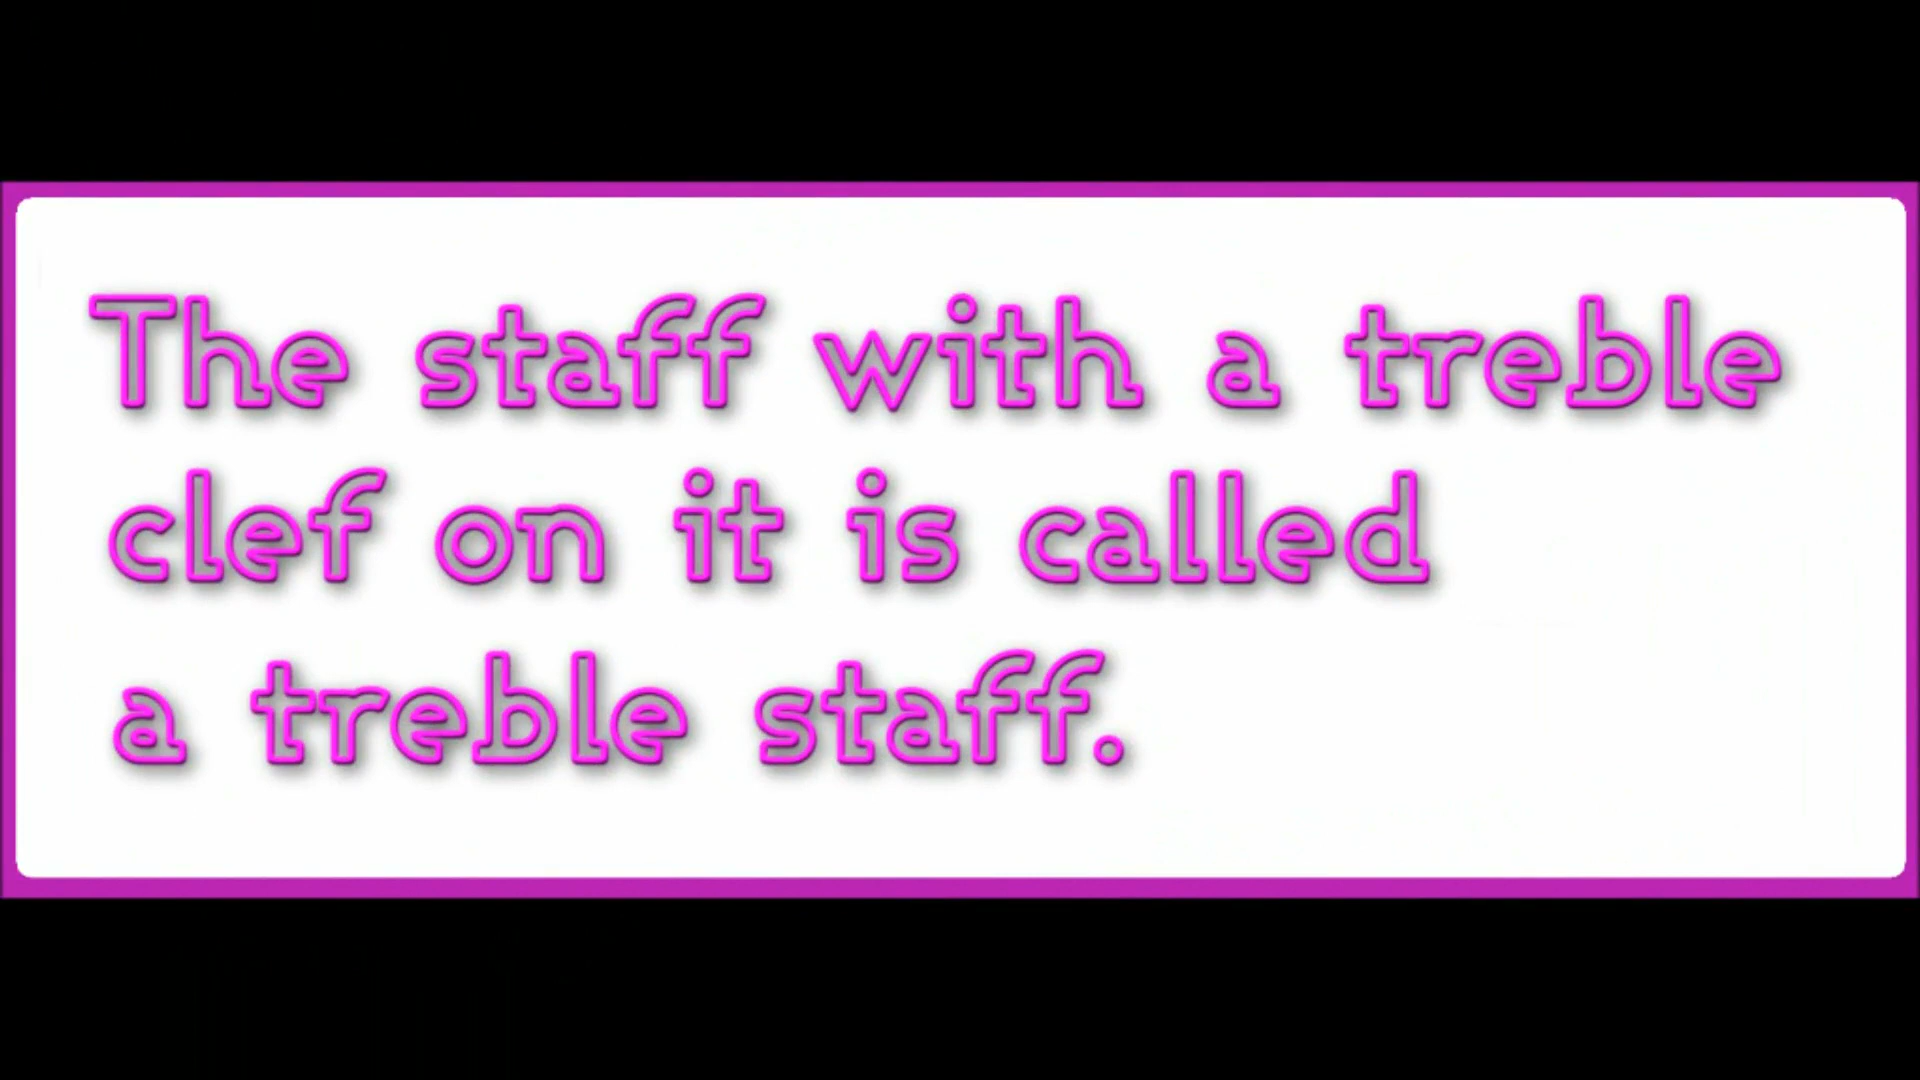 The staff with a treble
clef on it is called
a treble staff.